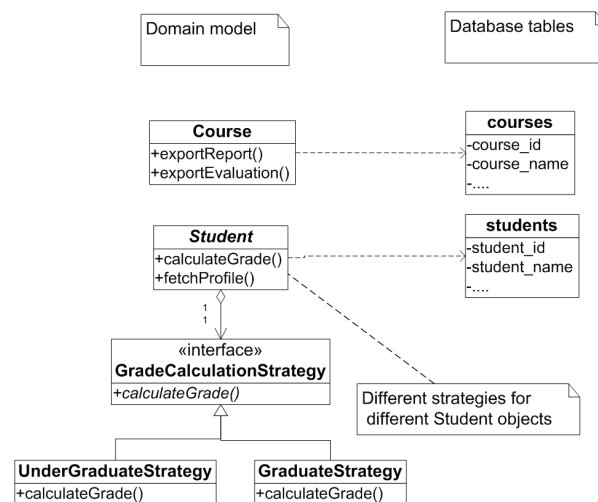 Domain model
Database tables
Course
+exportReport()
+exportEvaluation()
courses
-course_id
-course_name
-....
Student
+calculateGrade()
+fetchProfile()
students
-student_id
-student_name
-....
1
1
«interface»
GradeCalculationStrategy
+calculateGrade()
Different strategies for
different Student objects
UnderGraduateStrategy
+calculateGrade()
GraduateStrategy
+calculateGrade()